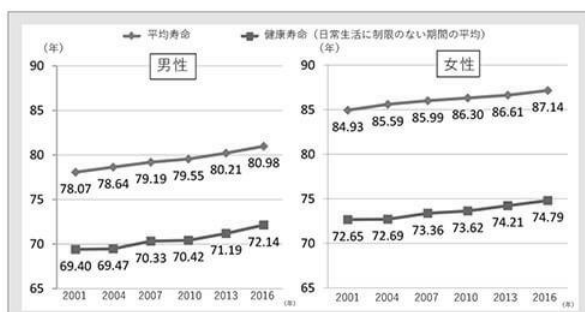 平均寿命 健康寿命（日常生活に制限のない期間の平均）
（年） 男性
90
85
80
75
70
65
78.07 78.64 79.19 79.55 80.21 80.98
69.40 69.47 70.33 70.42 71.19 72.14
2001 2004 2007 2010 2013 2016 （年）
（年） 女性
90
85
80
75
70
65
84.93 85.59 85.99 86.30 86.61 87.14
72.65 72.69 73.36 73.62 74.21 74.79
2001 2004 2007 2010 2013 2016 （年）